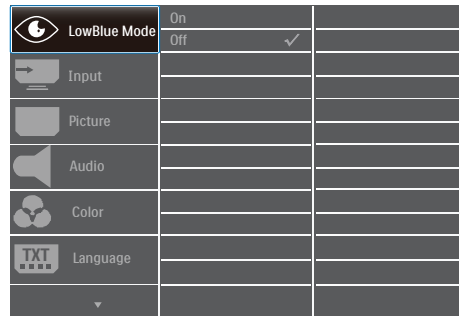 LowBlue Mode
On
Off
Input
Picture
Audio
Color
TXT
Language